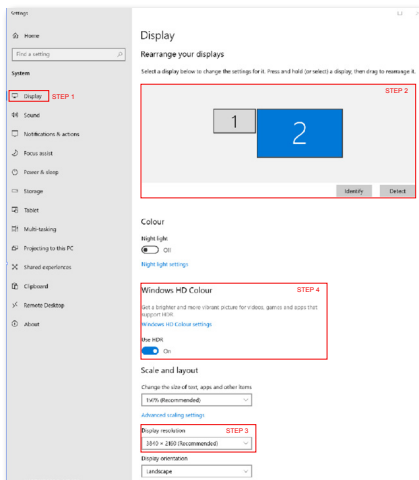 Settings
Home
Find a setting
System
Display STEP 1
Sound
Notifications & actions
Focus assist
Power & sleep
Storage
Tablet
Multi-tasking
Projecting to this PC
Shared experiences
Clipboard
Remote Desktop
About
Display
Rearrange your displays
Select a display below to change the settings for it. Press and hold (or select) a display, then drag to rearrange it.
STEP 2
1
2
Identify Detect
Colour
Night light
Off
Night light settings
Windows HD Colour STEP 4
Get a brighter and more vibrant picture for videos, games and apps that
support HDR.
Windows HD Colour settings
Use HDR
On
Scale and layout
Change the size of text, apps and other items
150% (Recommended)
Advanced scaling settings
Display resolution STEP 3
3840 × 2160 (Recommended)
Display orientation
Landscape